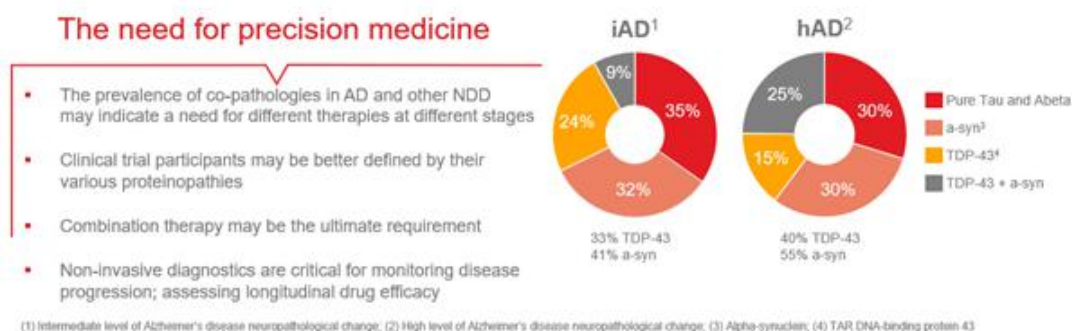 The need for precision medicine
The prevalence of co-pathologies in AD and other NDD
may indicate a need for different therapies at different stages
Clinical trial participants may be better defined by their
various proteinopathies
Combination therapy may be the ultimate requirement
Non-invasive diagnostics are critical for monitoring disease
progression; assessing longitudinal drug efficacy
iAD¹
9%
35%
24%
32%
33% TDP-43
41% a-syn
hAD²
25%
30%
15%
30%
40% TDP-43
55% a-syn
Pure Tau and Abeta
a-syn³
TDP-43⁴
TDP-43 + a-syn
(1) Intermediate level of Alzheimer's disease neuropathological change; (2) High level of Alzheimer's disease neuropathological change; (3) Alpha-synuclein; (4) TAR DNA-binding protein 43